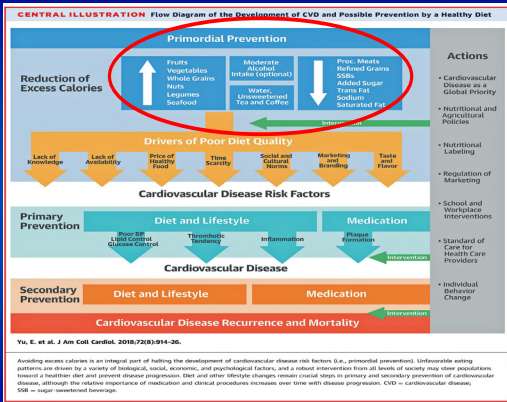 CENTRAL ILLUSTRATION Flow Diagram of the Development of CVD and Possible Prevention by a Healthy Diet
Primordial Prevention
Reduction of
Excess Calories
Fruits
Vegetables
Whole Grains
Nuts
Legumes
Seafood
Moderate
Alcohol
Intake (optional)
Water,
Unsweetened
Tea and Coffee
Proc. Meats
Refined Grains
SSBs
Added Sugar
Trans Fat
Sodium
Saturated Fat
Intervention
Drivers of Poor Diet Quality
Lack of
Knowledge
Lack of
Availability
Price of
Healthy
Food
Time
Scarcity
Social and
Cultural
Norms
Marketing
and
Branding
Taste
and
Flavor
Cardiovascular Disease Risk Factors
Primary
Prevention
Diet and Lifestyle
Medication
Poor BP
Lipid Control
Glucose Control
Thrombotic
Tendency
Inflammation
Plaque
Formation
Intervention
Cardiovascular Disease
Secondary
Prevention
Diet and Lifestyle
Medication
Intervention
Cardiovascular Disease Recurrence and Mortality
Actions
• Cardiovascular
Disease as a
Global Priority
• Nutritional and
Agricultural
Policies
• Nutritional
Labeling
• Regulation of
Marketing
• School and
Workplace
Interventions
• Standard of
Care for
Health Care
Providers
• Individual
Behavior
Change
Yu, E. et al. J Am Coll Cardiol. 2018;72(8):914–26.
Avoiding excess calories is an integral part of halting the development of cardiovascular disease risk factors (i.e., primordial prevention). Unfavorable eating
patterns are driven by a variety of biological, social, economic, and psychological factors, and a robust intervention from all levels of society may steer populations
toward a healthier diet and prevent disease progression. Diet and other lifestyle changes remain crucial steps in primary and secondary prevention of cardiovascular
disease, although the relative importance of medication and clinical procedures increases over time with disease progression. CVD = cardiovascular disease;
SSB = sugar-sweetened beverage.